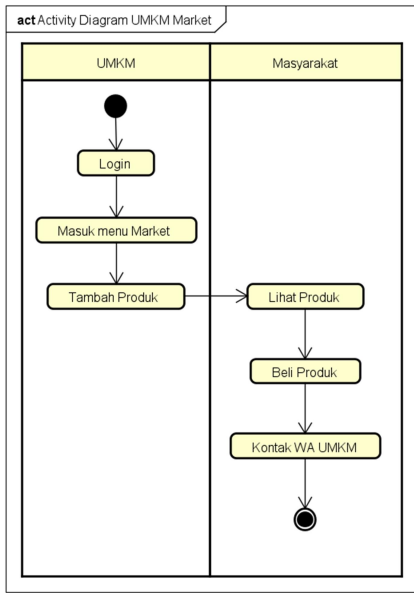 act Activity Diagram UMKM Market
UMKM
Masyarakat
Login
Masuk menu Market
Tambah Produk
Lihat Produk
Beli Produk
Kontak WA UMKM